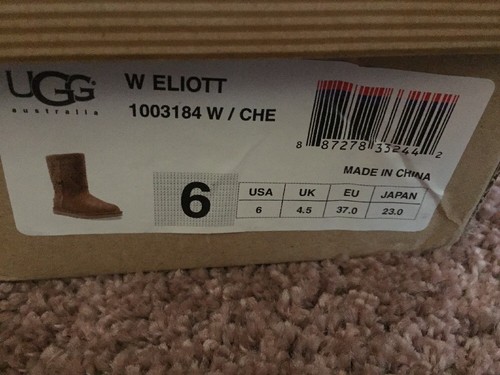 UGG
australia
W ELIOTT
1003184 W / CHE
8 87278 33244 2
MADE IN CHINA
6
USA UK EU JAPAN
6 4.5 37.0 23.0